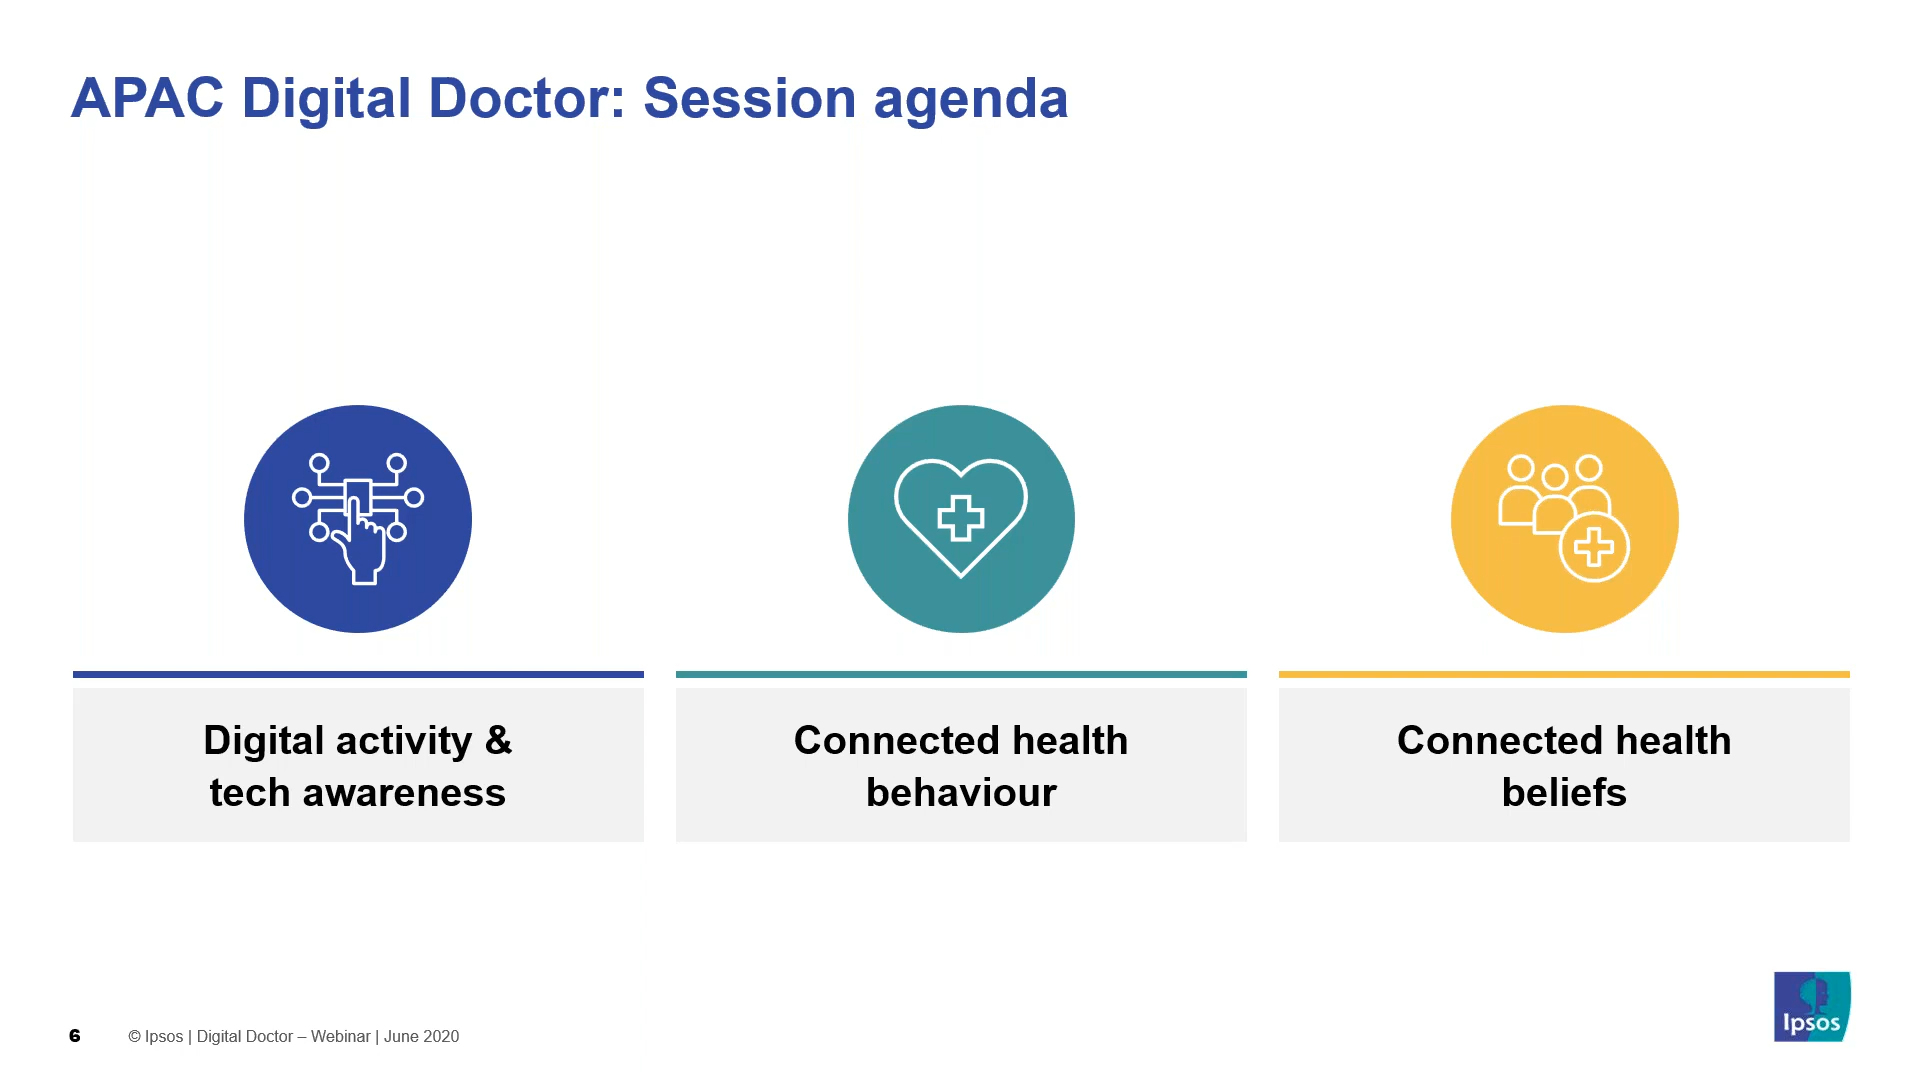 APAC Digital Doctor: Session agenda
Digital activity &
tech awareness
Connected health
behaviour
Connected health
beliefs
6
© Ipsos | Digital Doctor – Webinar | June 2020
Ipsos